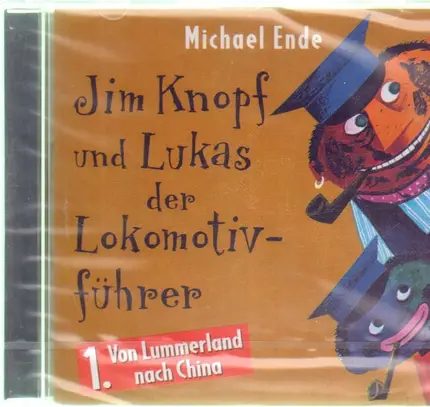 Michael Ende
Jim Knopf
und Lukas
der
Lokomotiv-
führer
1. Von Lummerland
nach China